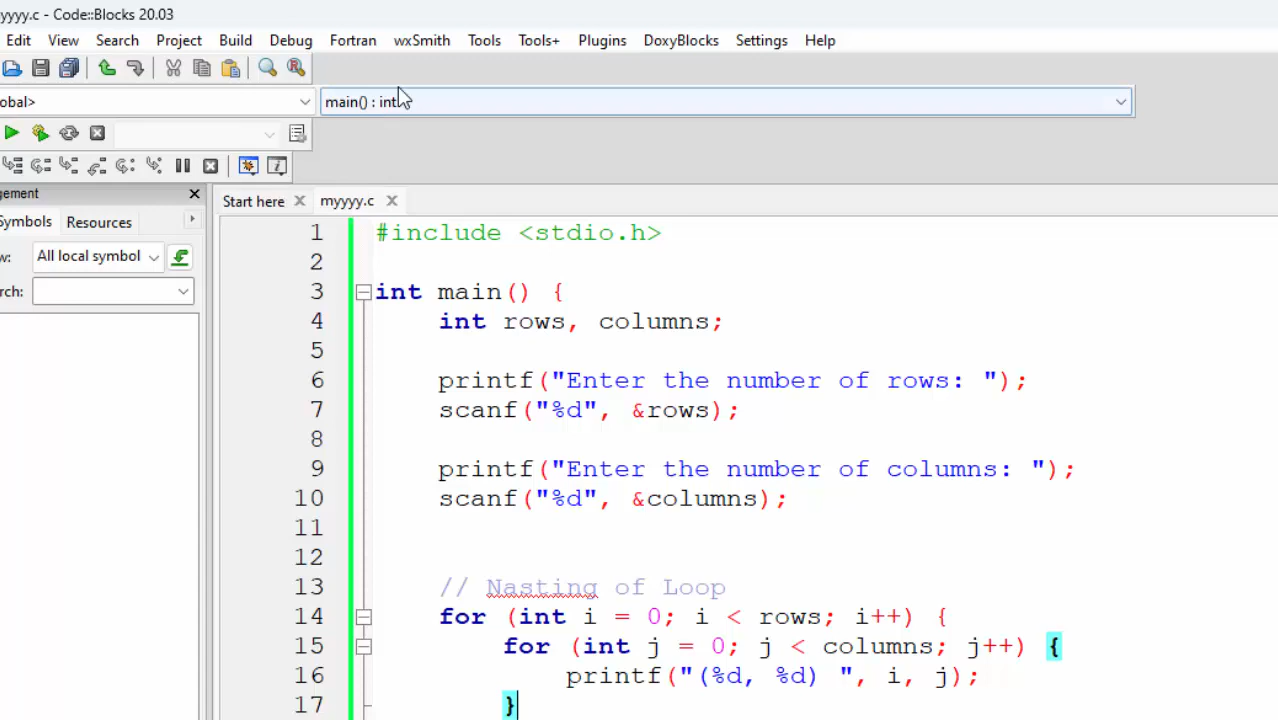 yyyy.c - Code::Blocks 20.03
Edit View Search Project Build Debug Fortran wxSmith Tools Tools+ Plugins DoxyBlocks Settings Help
obal> main() : int
gement
Symbols Resources
w: All local symbol
rch:
Start here myyyy.c
1 #include <stdio.h>
2
3 int main() {
4 int rows, columns;
5
6 printf("Enter the number of rows: ");
7 scanf("%d", &rows);
8
9 printf("Enter the number of columns: ");
10 scanf("%d", &columns);
11
12
13 // Nasting of Loop
14 for (int i = 0; i < rows; i++) {
15 for (int j = 0; j < columns; j++) {
16 printf("(%d, %d) ", i, j);
17 }